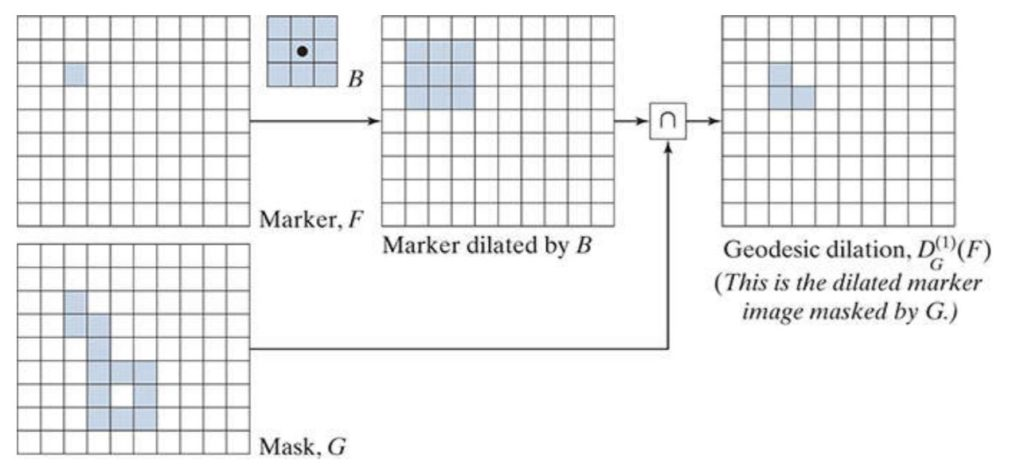 B
Marker, F
Marker dilated by B
∩
Geodesic dilation, D_G^(1)(F)
(This is the dilated marker
image masked by G.)
Mask, G